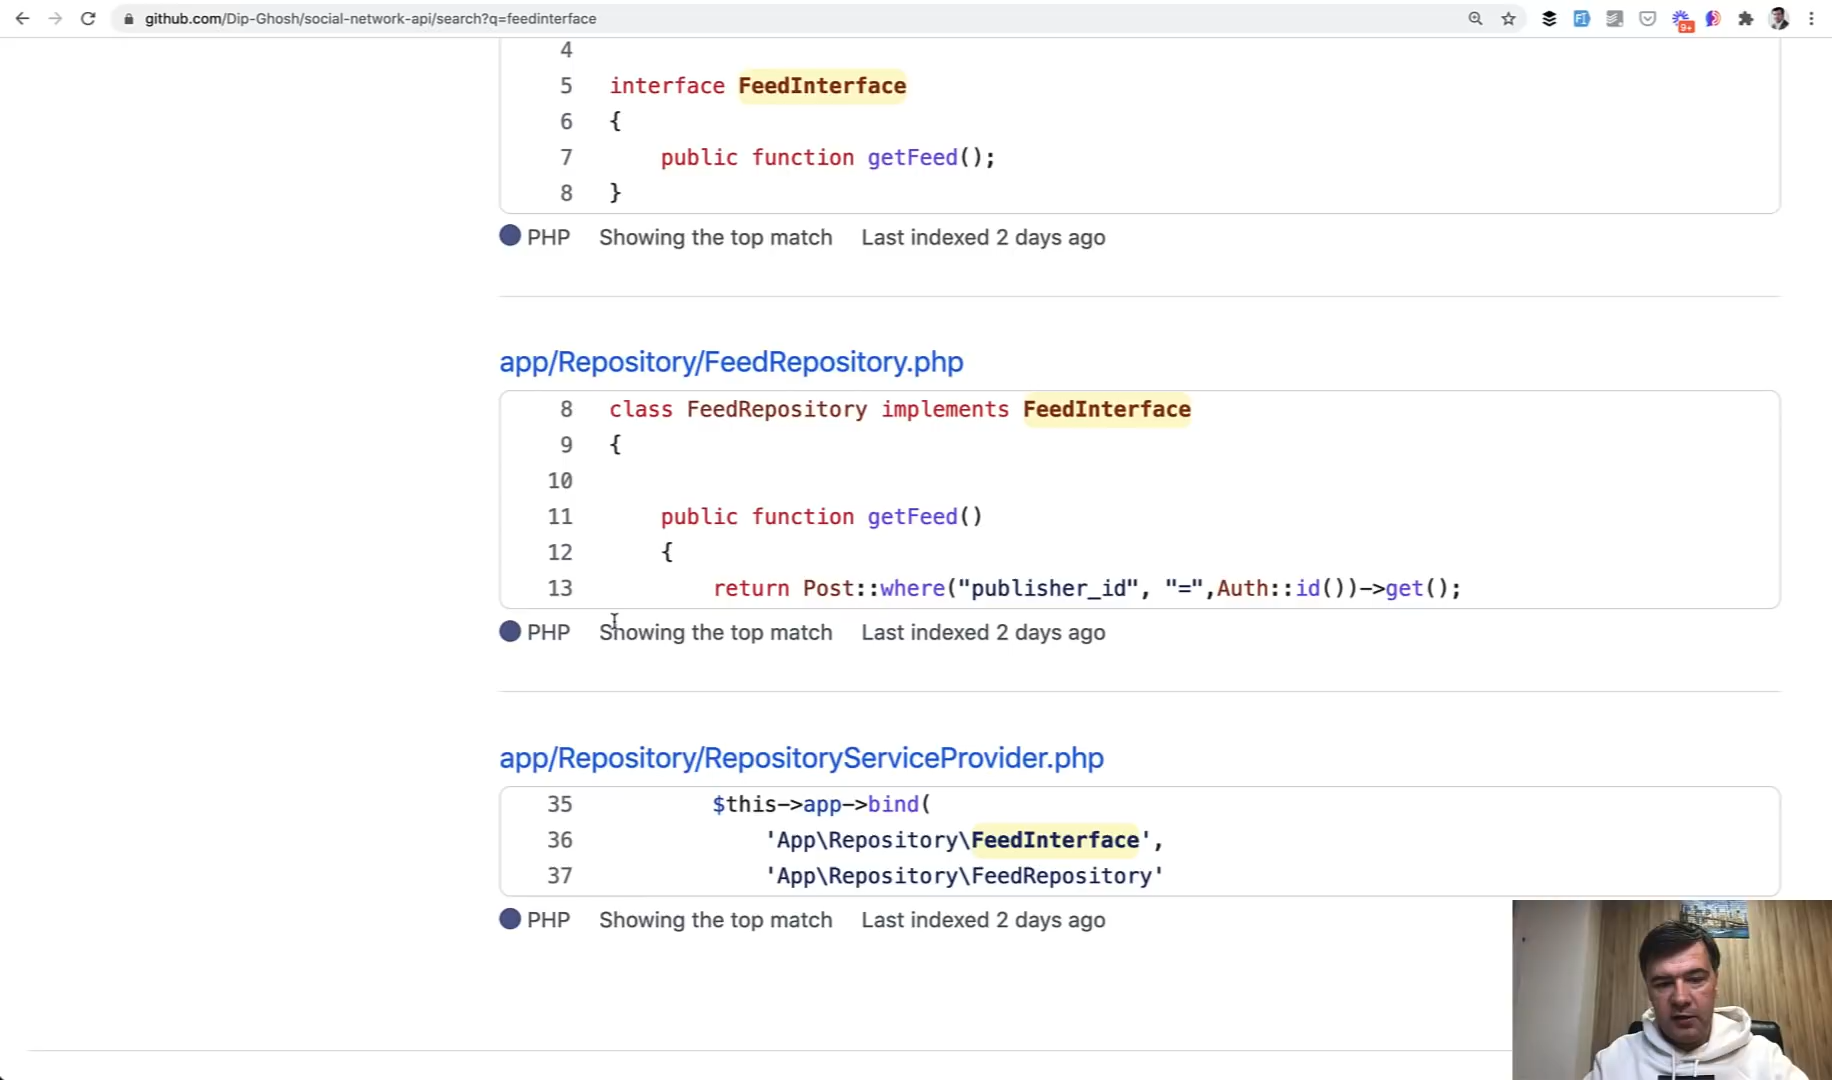 github.com/Dip-Ghosh/social-network-api/search?q=feedinterface
9+
4
5 interface FeedInterface
6 {
7 public function getFeed();
8 }
PHP Showing the top match Last indexed 2 days ago
app/Repository/FeedRepository.php
8 class FeedRepository implements FeedInterface
9 {
10
11 public function getFeed()
12 {
13 return Post::where("publisher_id", "=",Auth::id())->get();
PHP Showing the top match Last indexed 2 days ago
app/Repository/RepositoryServiceProvider.php
35 $this->app->bind(
36 'App\Repository\FeedInterface',
37 'App\Repository\FeedRepository'
PHP Showing the top match Last indexed 2 days ago